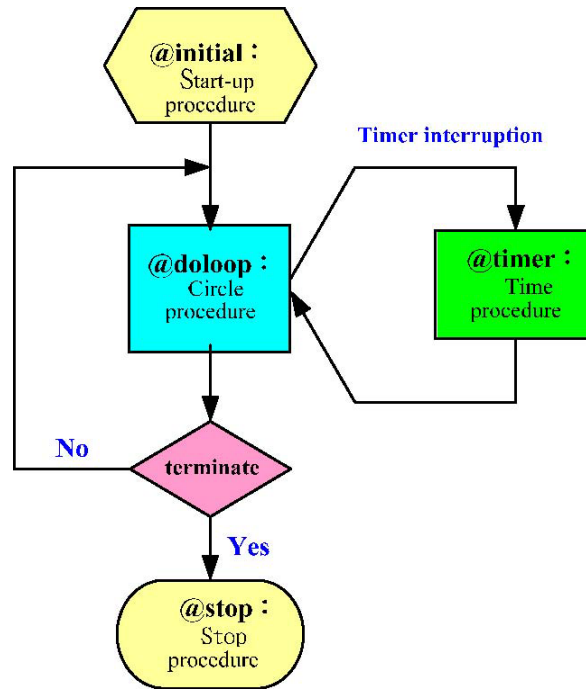 @initial：
Start-up
procedure
Timer interruption
@doloop：
Circle
procedure
@timer:
Time
procedure
No
terminate
Yes
@stop：
Stop
procedure